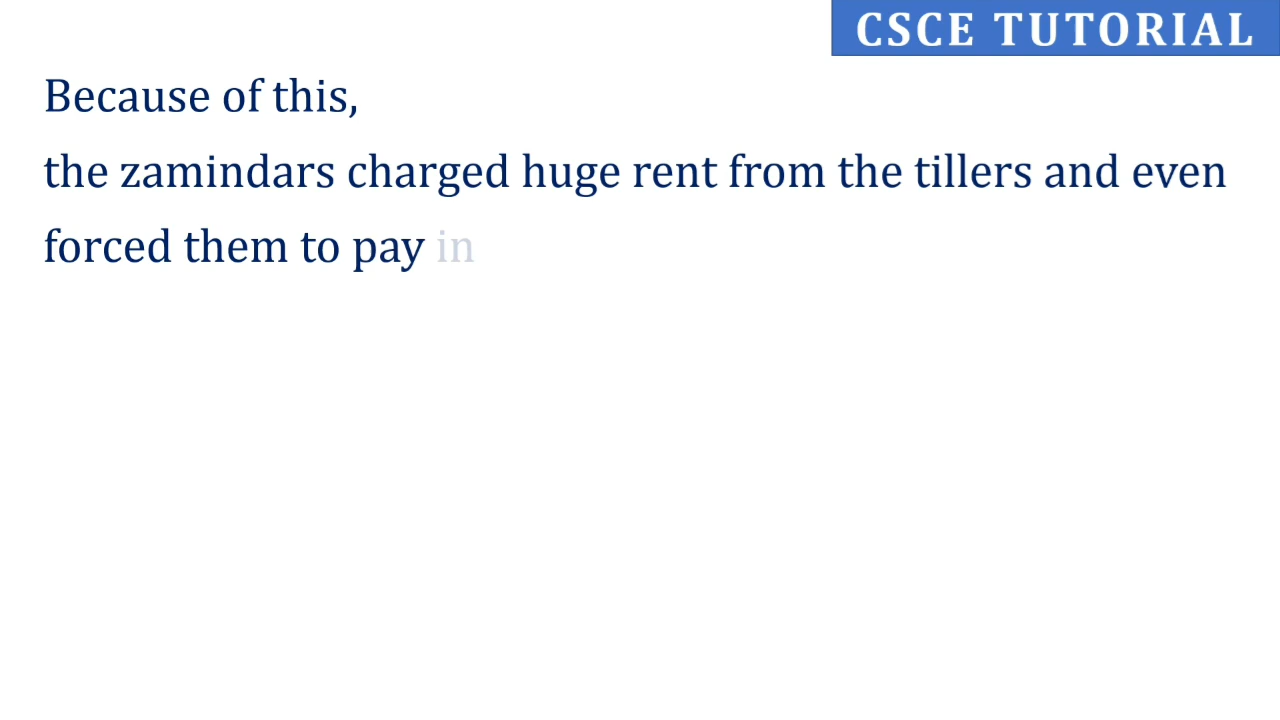 CSCE TUTORIAL
Because of this,
the zamindars charged huge rent from the tillers and even
forced them to pay in